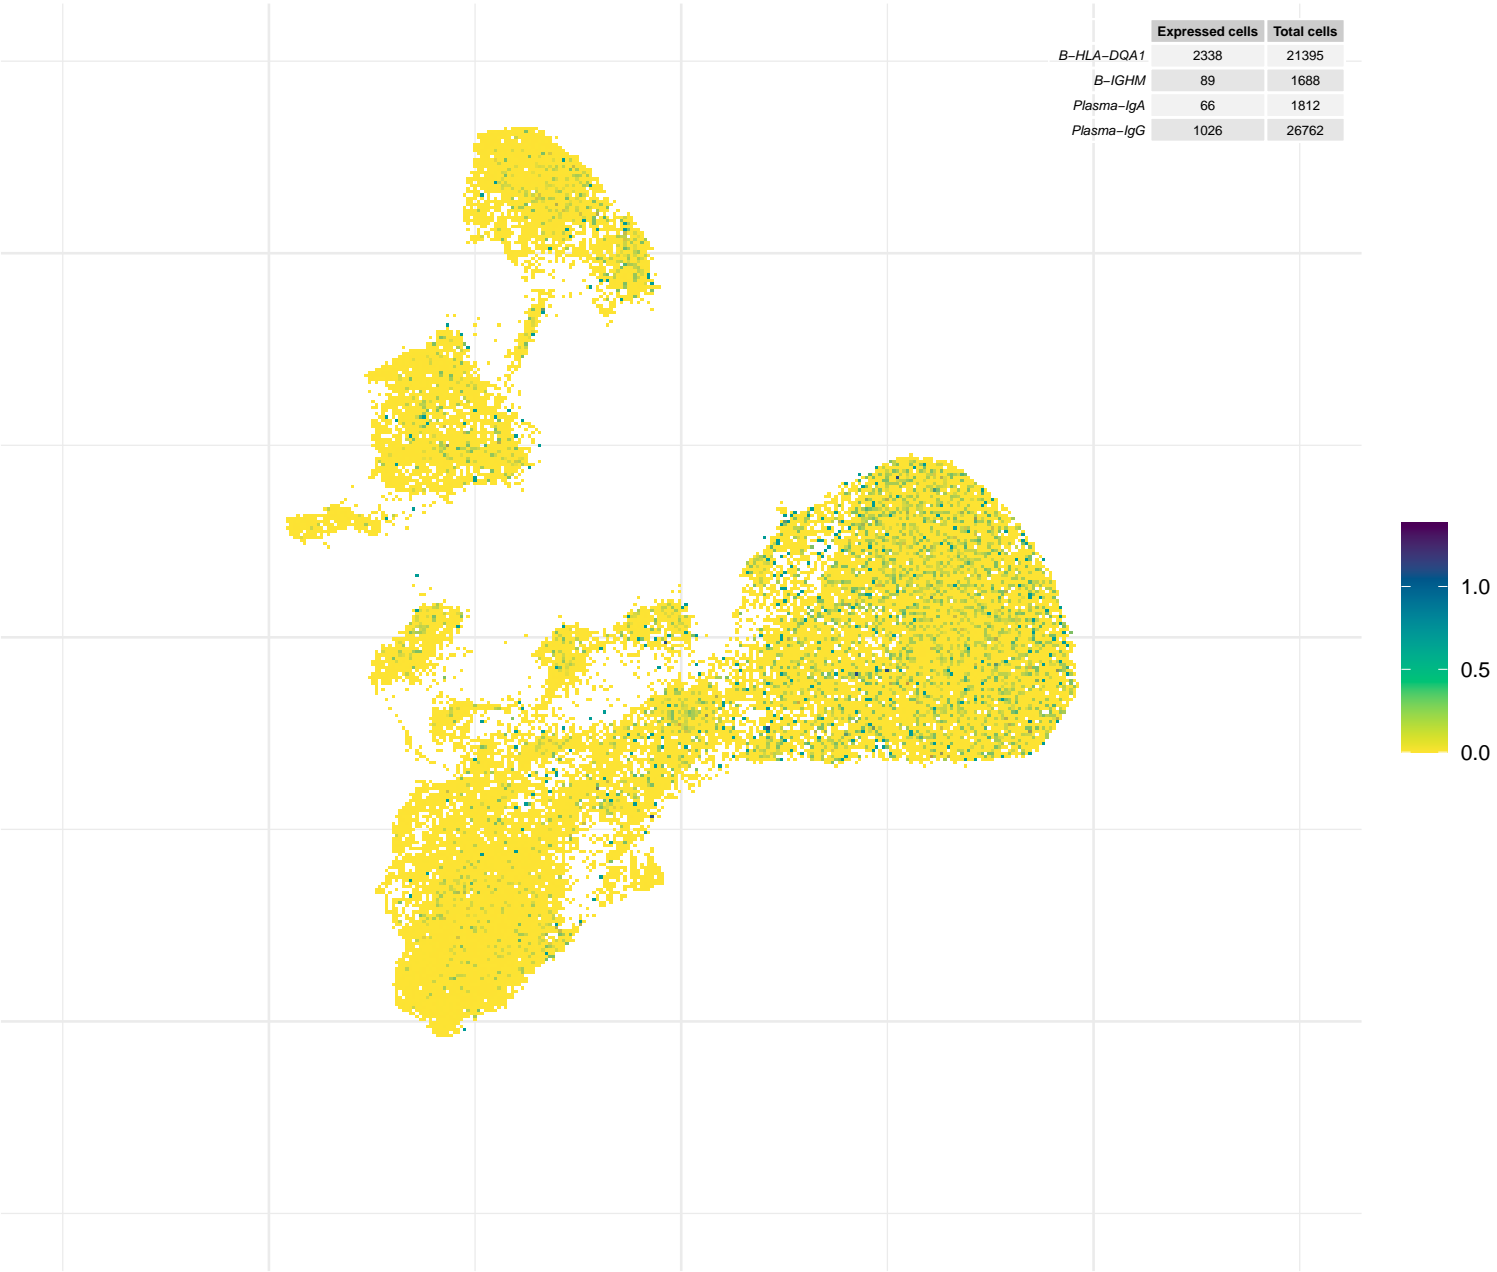 Expressed cells Total cells
B−HLA−DQA1 2338 21395
B−IGHM 89 1688
Plasma−IgA 66 1812
Plasma−IgG 1026 26762
1.0
0.5
0.0